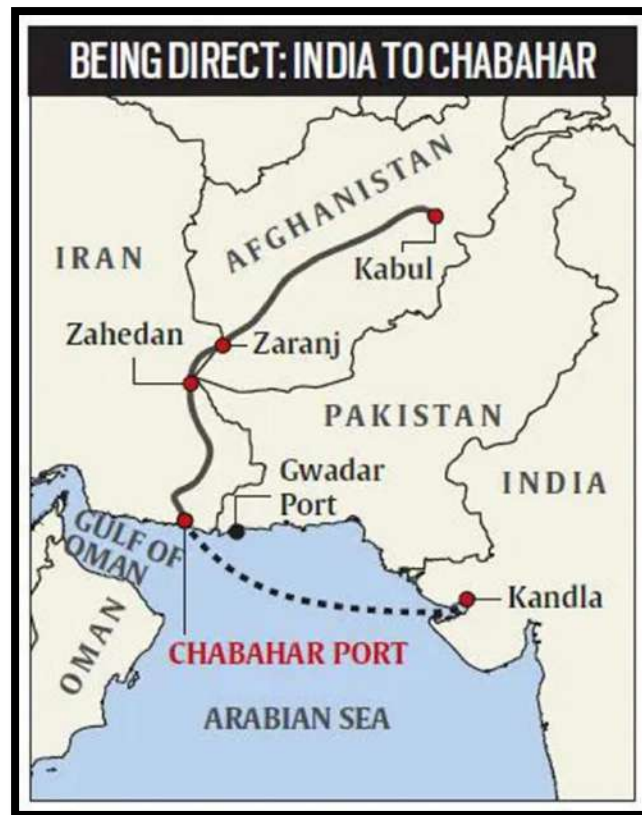 BEING DIRECT: INDIA TO CHABAHAR
AFGHANISTAN
IRAN
Kabul
Zahedan
Zaranj
PAKISTAN
Gwadar
Port
INDIA
GULF OF
OMAN
Kandla
OMAN
CHABAHAR PORT
ARABIAN SEA